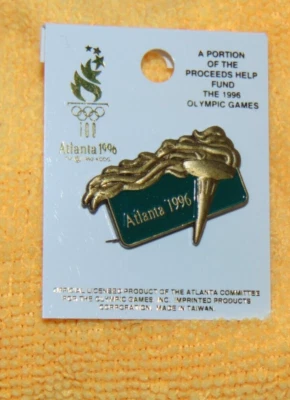 A PORTION
OF THE
PROCEEDS HELP
FUND
THE 1996
OLYMPIC GAMES
100
Atlanta 1996
Atlanta 1996
OFFICIAL LICENSED PRODUCT OF THE ATLANTA COMMITTEE
FOR THE OLYMPIC GAMES INC. IMPRINTED PRODUCTS
CORPORATION. MADE IN TAIWAN.